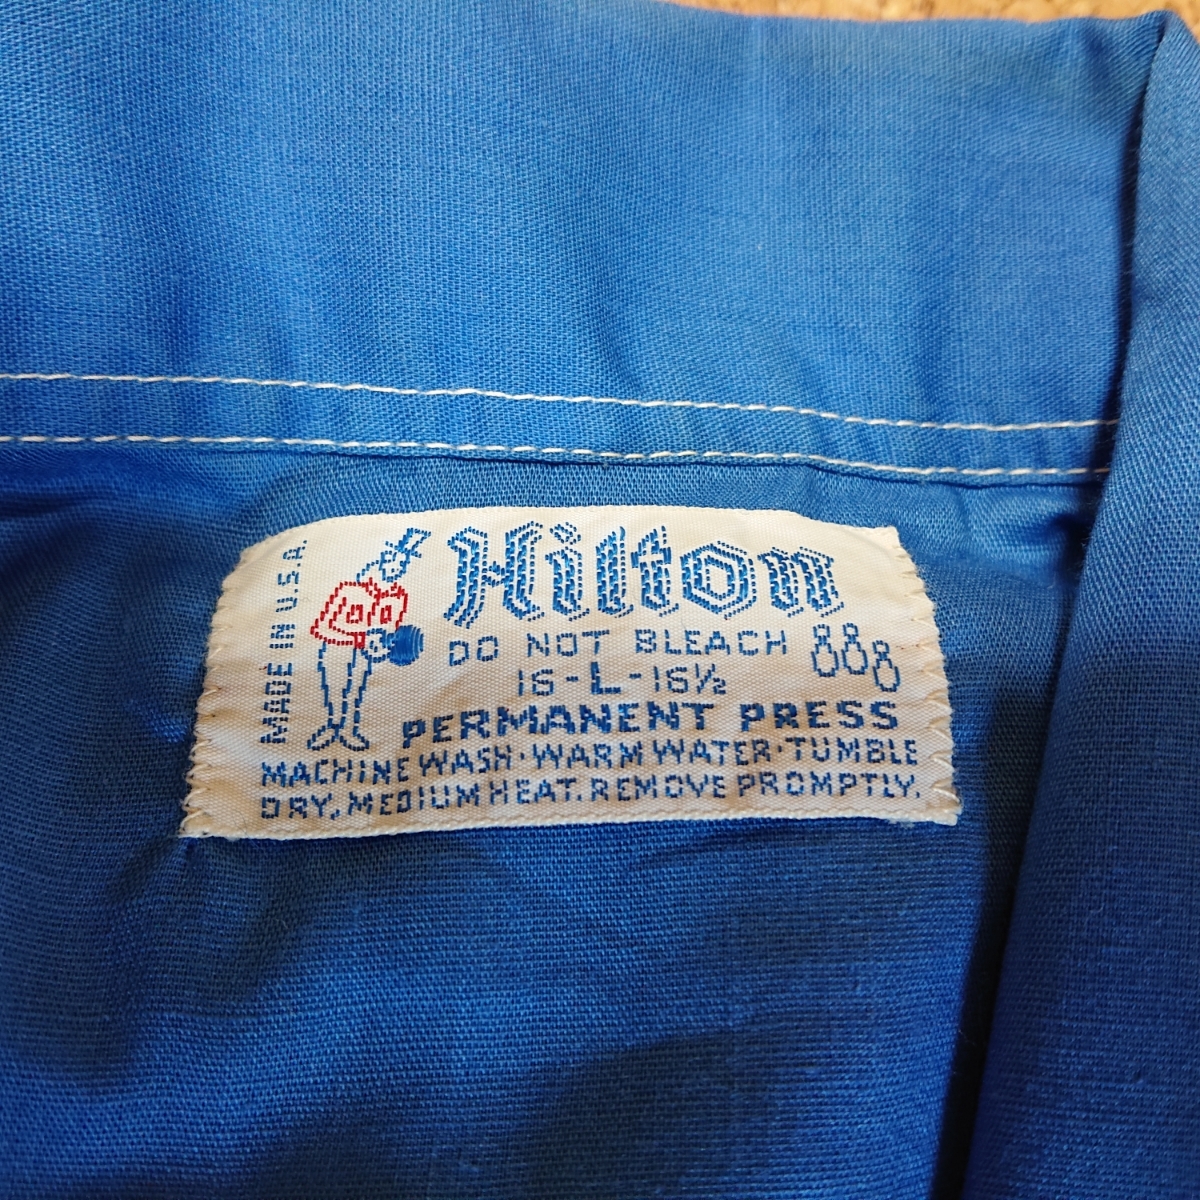 MADE IN U.S.A.
Hilton
DO NOT BLEACH
16-L-16½
PERMANENT PRESS
MACHINE WASH·WARM WATER·TUMBLE
DRY, MEDIUM HEAT. REMOVE PROMPTLY.